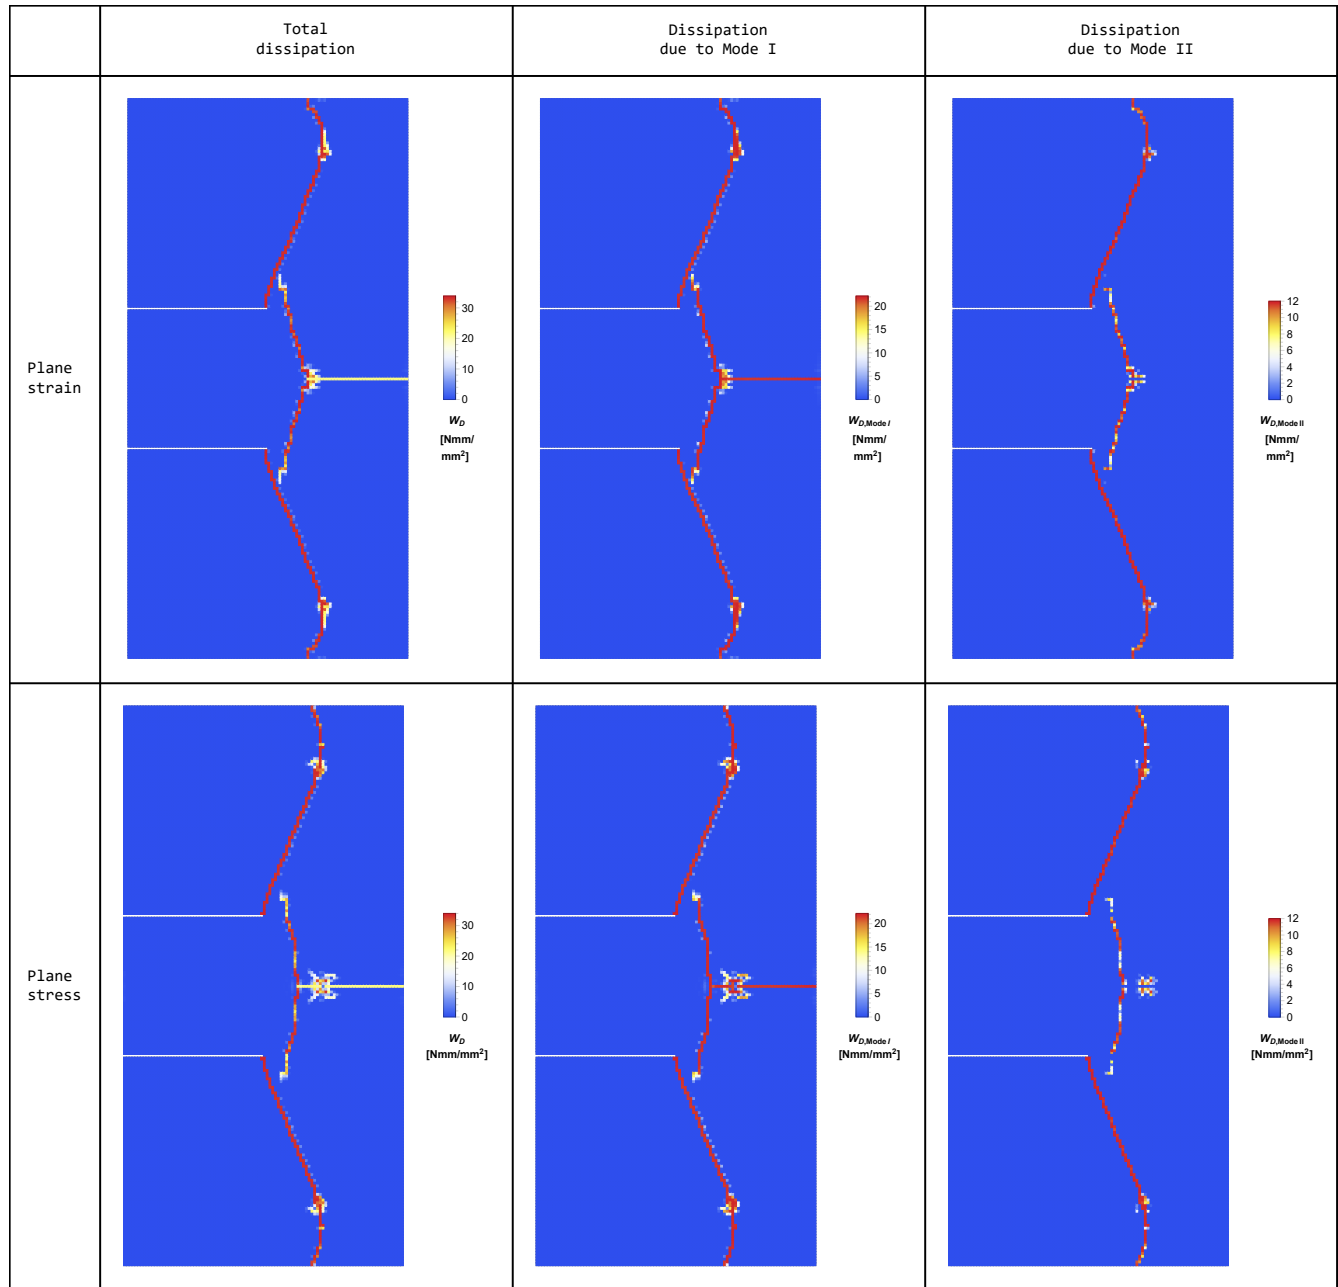 Total
dissipation
Dissipation
due to Mode I
Dissipation
due to Mode II
Plane
strain
30
20
10
0
W_D
[Nmm/
mm²]
20
15
10
5
0
W_D,Mode I
[Nmm/
mm²]
12
10
8
6
4
2
0
W_D,Mode II
[Nmm/
mm²]
Plane
stress
30
20
10
0
W_D
[Nmm/mm²]
20
15
10
5
0
W_D,Mode I
[Nmm/mm²]
12
10
8
6
4
2
0
W_D,Mode II
[Nmm/mm²]